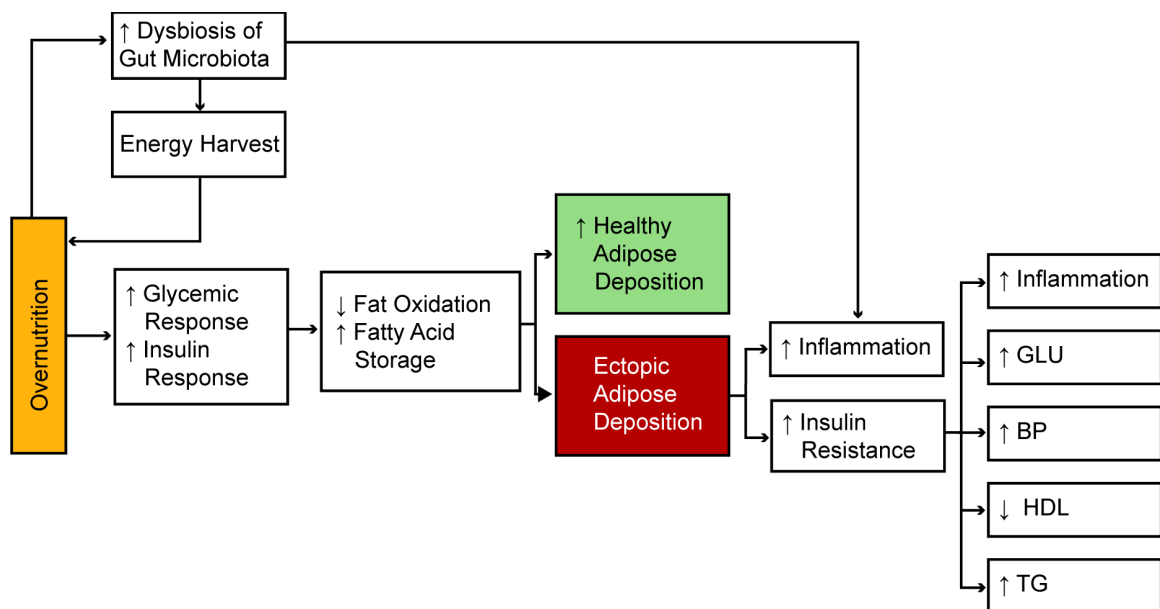 ↑ Dysbiosis of
Gut Microbiota
Energy Harvest
Overnutrition
↑ Glycemic
Response
↑ Insulin
Response
↓ Fat Oxidation
↑ Fatty Acid
Storage
↑ Healthy
Adipose
Deposition
Ectopic
Adipose
Deposition
↑ Inflammation
↑ Insulin
Resistance
↑ Inflammation
↑ GLU
↑ BP
↓ HDL
↑ TG